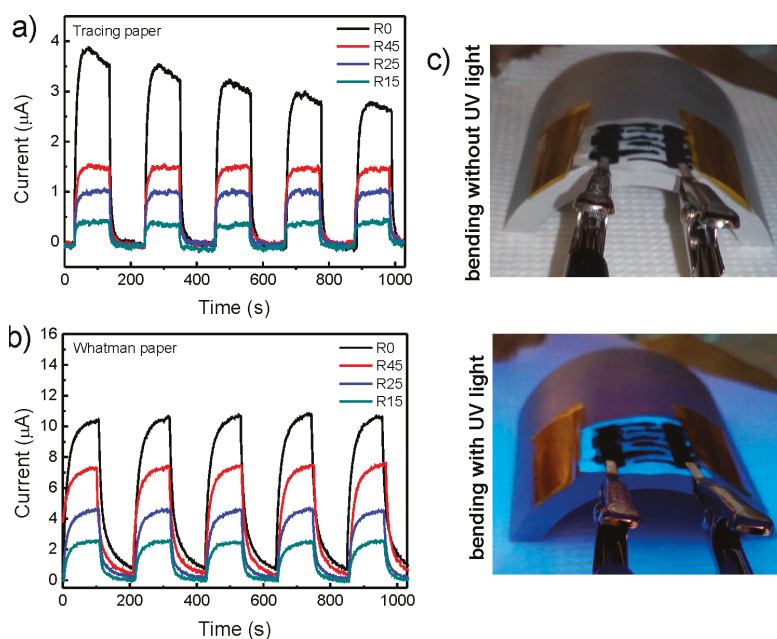 a)
Tracing paper
R0
R45
R25
R15
4
3
2
1
0
Current (μA)
0 200 400 600 800 1000
Time (s)
b)
Whatman paper
R0
R45
R25
R15
16
14
12
10
8
6
4
2
0
Current (μA)
0 200 400 600 800 1000
Time (s)
c)
bending without UV light
bending with UV light